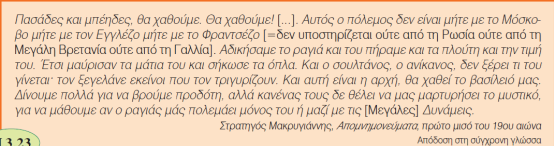 Πασάδες και μπέηδες, θα χαθούμε. Θα χαθούμε! [...]. Αυτός ο πόλεμος δεν είναι μήτε με το Μόσκο-
βο μήτε με τον Εγγλέζο μήτε με το Φραντσέζο [=δεν υποστηρίζεται ούτε από τη Ρωσία ούτε από τη
Μεγάλη Βρετανία ούτε από τη Γαλλία]. Αδικήσαμε το ραγιά και του πήραμε και τα πλούτη και την τιμή
του. Έτσι μαύρισαν τα μάτια του και σήκωσε τα όπλα. Και ο σουλτάνος, ο ανίκανος, δεν ξέρει τι του
γίνεται· τον ξεγελάνε εκείνοι που τον τριγυρίζουν. Και αυτή είναι η αρχή, θα χαθεί το βασίλειό μας.
Δίνουμε πολλά για να βρούμε προδότη, αλλά κανένας τους δε θέλει να μας μαρτυρήσει το μυστικό,
για να μάθουμε αν ο ραγιάς μάς πολεμάει μόνος του ή μαζί με τις [Μεγάλες] Δυνάμεις.
Στρατηγός Μακρυγιάννης, Απομνημονεύματα, πρώτο μισό του 19ου αιώνα
Απόδοση στη σύγχρονη γλώσσα
3.23